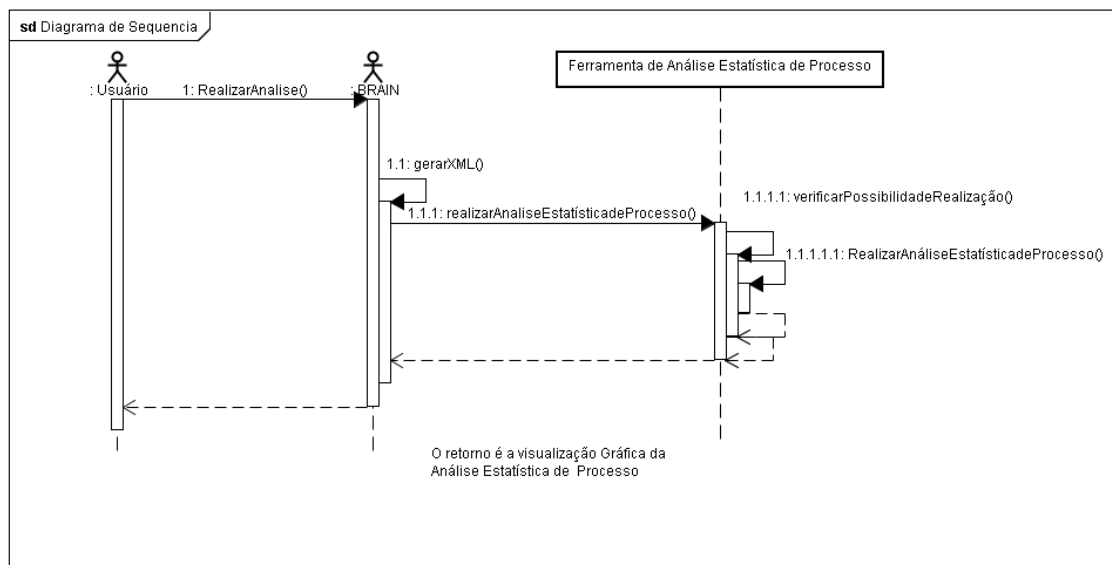 sd Diagrama de Sequencia
: Usuário
1: RealizarAnalise()
: BRAIN
Ferramenta de Análise Estatística de Processo
1.1: gerarXML()
1.1.1.1: verificarPossibilidadeRealização()
1.1.1: realizarAnaliseEstatísticadeProcesso()
1.1.1.1.1: RealizarAnáliseEstatísticadeProcesso()
O retorno é a visualização Gráfica da
Análise Estatística de Processo